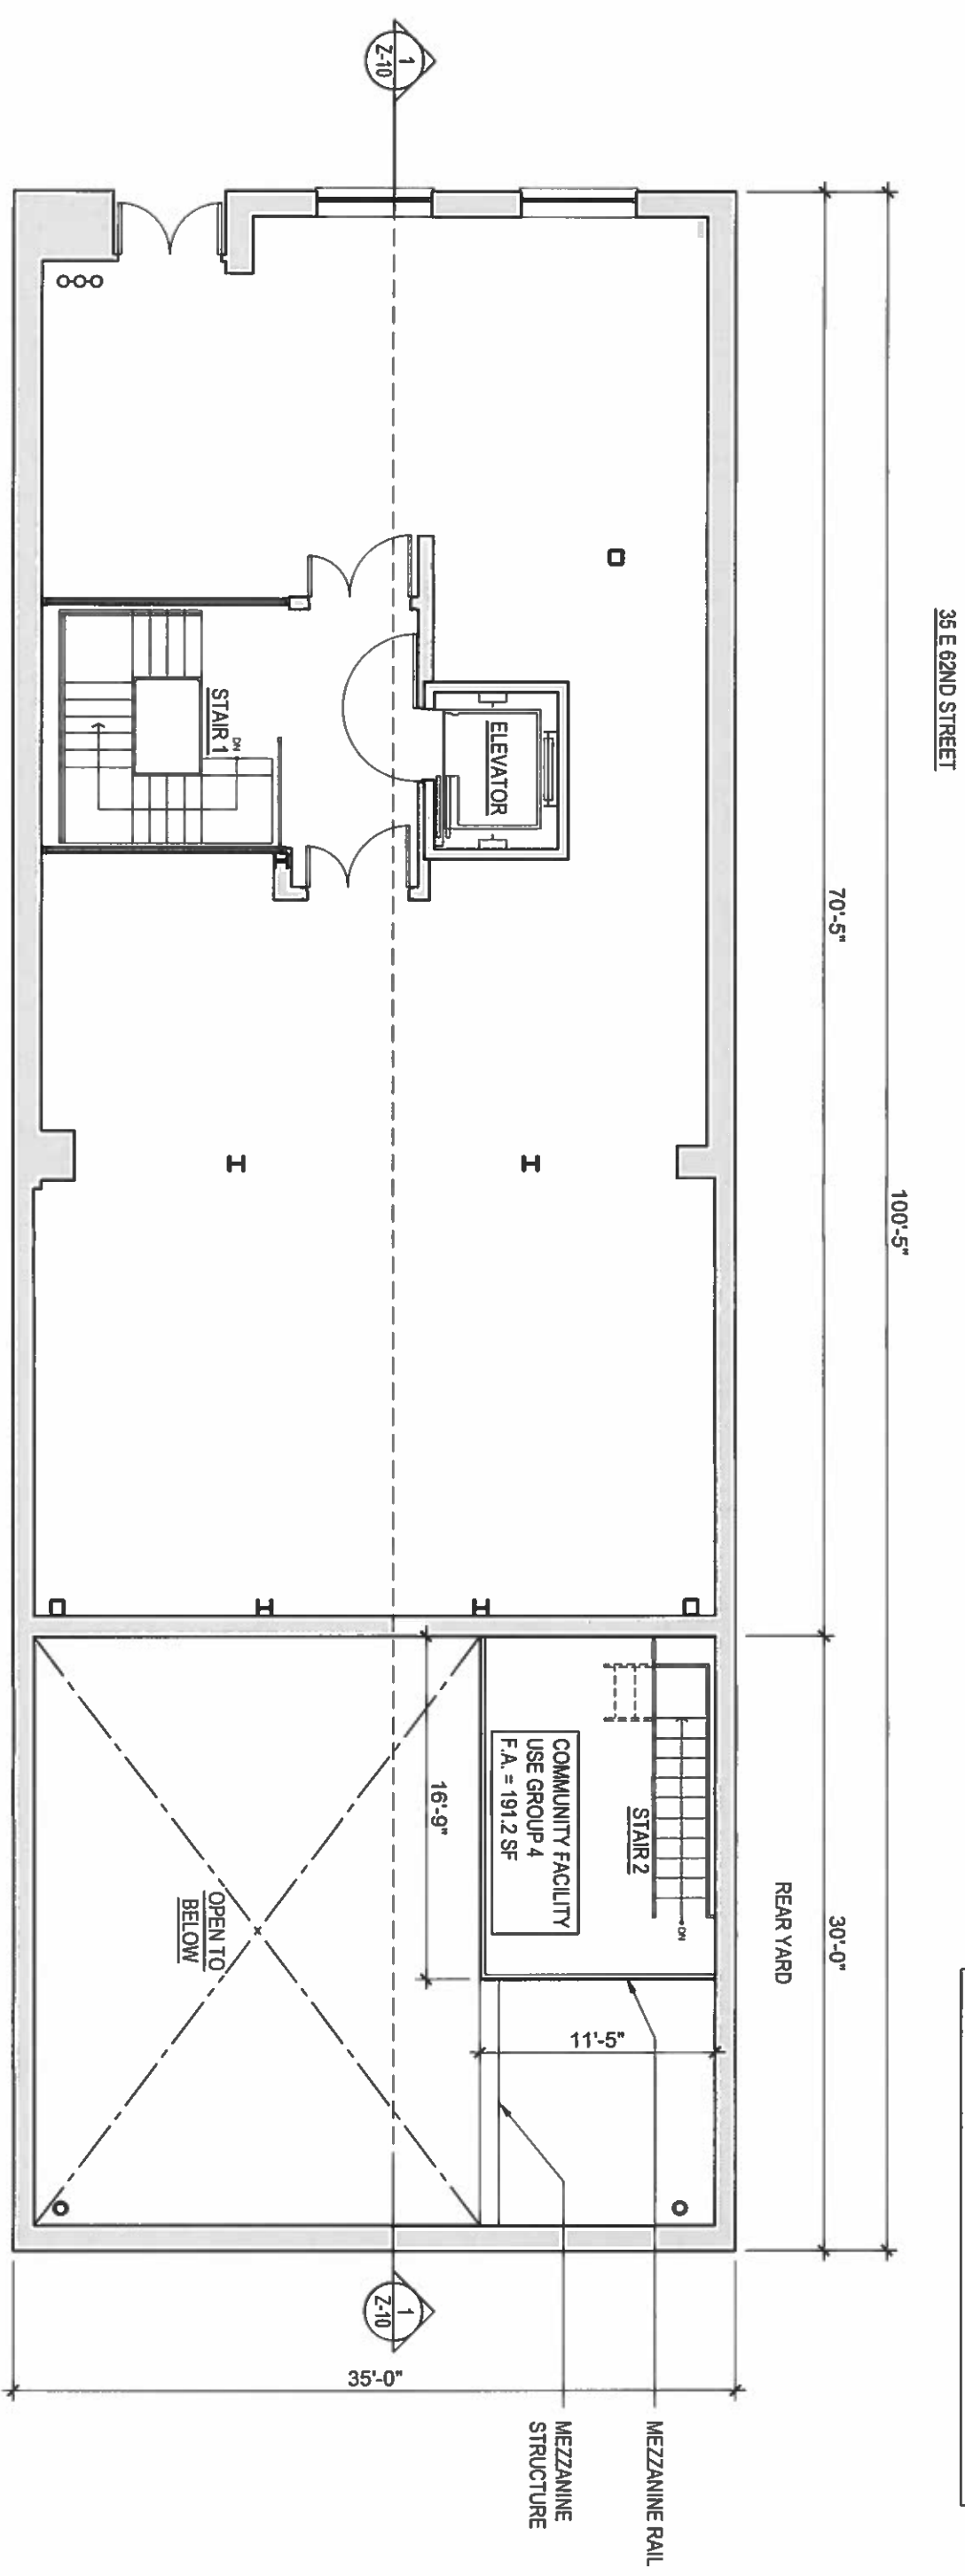 35 E 62ND STREET
100'-5"
70'-5"
30'-0"
REAR YARD
1
Z-10
ELEVATOR
STAIR 1
DN
STAIR 2
DN
COMMUNITY FACILITY
USE GROUP 4
F.A. = 191.2 SF
16'-9"
11'-5"
OPEN TO
BELOW
1
Z-10
35'-0"
MEZZANINE RAIL
MEZZANINE
STRUCTURE